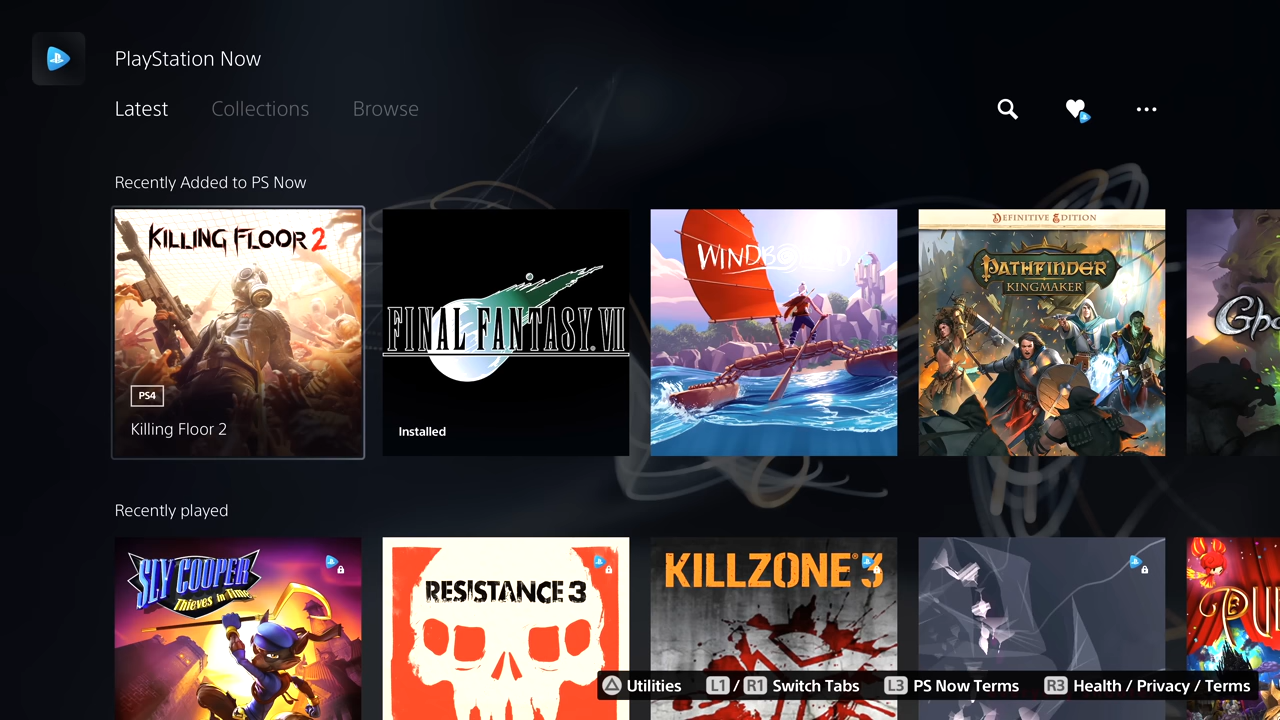 PlayStation Now
Latest
Collections
Browse
Recently Added to PS Now
KILLING FLOOR 2
PS4
Killing Floor 2
FINAL FANTASY VII
Installed
WINDBOUND
DEFINITIVE EDITION
PATHFINDER
KINGMAKER
Recently played
SLY COOPER
Thieves in Time
RESISTANCE 3
KILLZONE 3
Utilities
L1 / R1 Switch Tabs
L3 PS Now Terms
R3 Health / Privacy / Terms